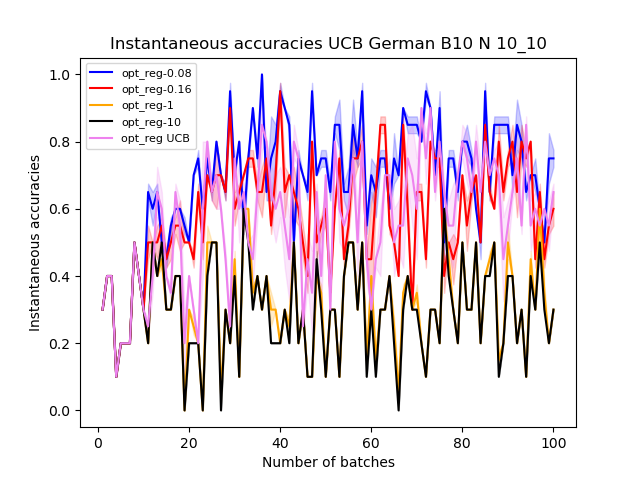 Instantaneous accuracies UCB German B10 N 10_10
opt_reg-0.08
opt_reg-0.16
opt_reg-1
opt_reg-10
opt_reg UCB
1.0
0.8
0.6
0.4
0.2
0.0
Instantaneous accuracies
0
20
40
60
80
100
Number of batches